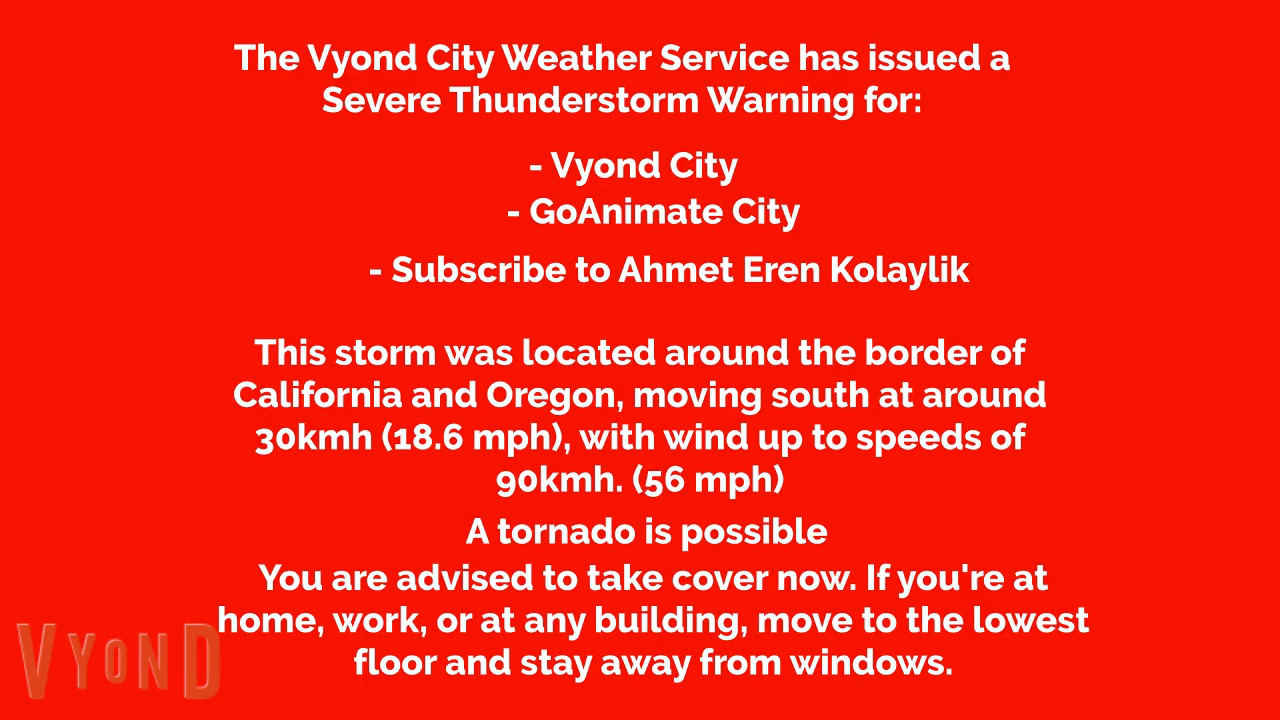 The Vyond City Weather Service has issued a
Severe Thunderstorm Warning for:
- Vyond City
- GoAnimate City
- Subscribe to Ahmet Eren Kolaylik
This storm was located around the border of
California and Oregon, moving south at around
30kmh (18.6 mph), with wind up to speeds of
90kmh. (56 mph)
A tornado is possible
You are advised to take cover now. If you're at
home, work, or at any building, move to the lowest
floor and stay away from windows.
VYOND